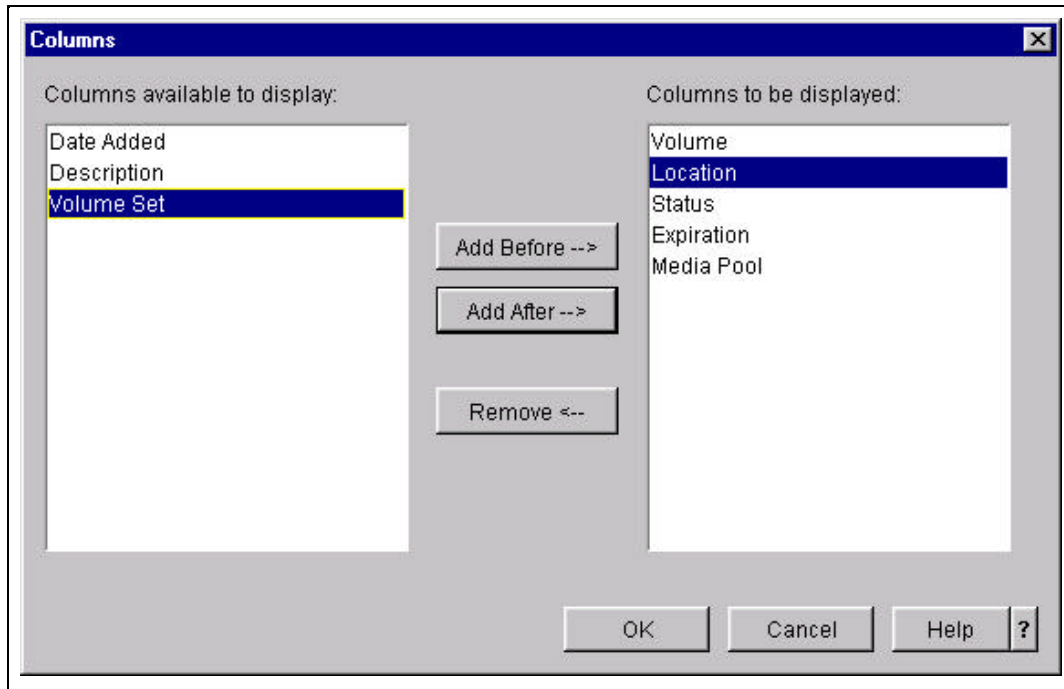 Columns
Columns available to display:
Date Added
Description
Volume Set
Add Before -->
Add After -->
Remove <--
Columns to be displayed:
Volume
Location
Status
Expiration
Media Pool
OK
Cancel
Help
?